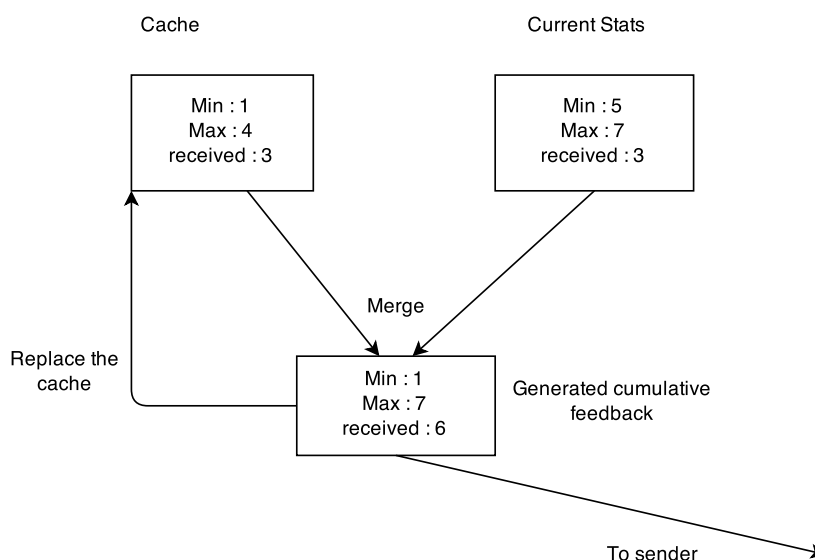 Cache
Current Stats
Min : 1
Max : 4
received : 3
Min : 5
Max : 7
received : 3
Merge
Replace the
cache
Min : 1
Max : 7
received : 6
Generated cumulative
feedback
To sender